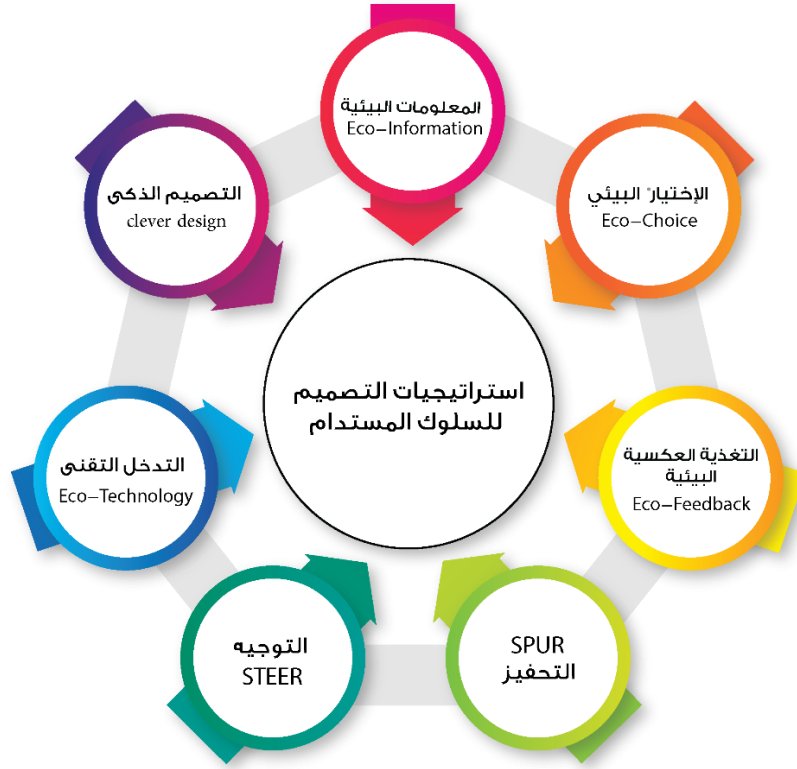 المعلومات البيئية
Eco-Information
الإختيار" البيئي
Eco-Choice
التغذية العكسية
البيئية
Eco-Feedback
SPUR
التحفيز
التوجيه
STEER
التدخل التقنى
Eco-Technology
التصميم الذكى
clever design
استراتيجيات التصميم
للسلوك المستدام